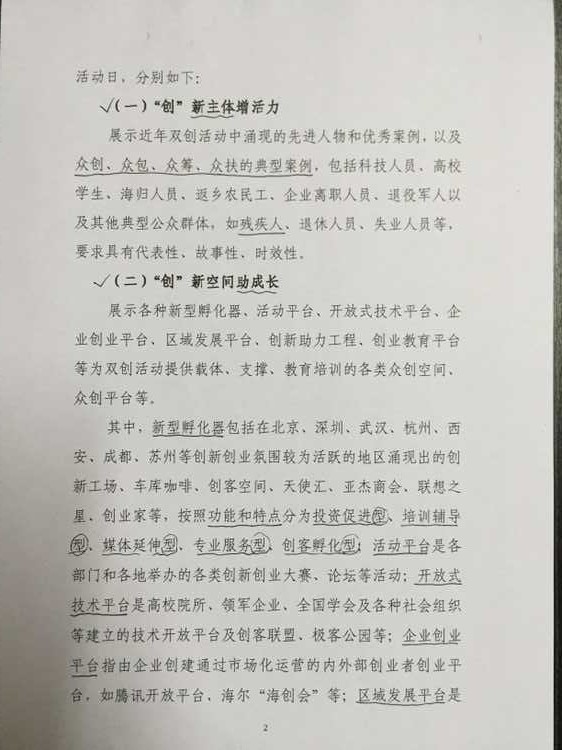 活动日，分别如下：
（一）“创”新主体增活力
展示近年双创活动中涌现的先进人物和优秀案例，以及
众创、众包、众筹、众扶的典型案例，包括科技人员、高校
学生、海归人员、返乡农民工、企业离职人员、退役军人以
及其他典型公众群体，如残疾人、退休人员、失业人员等，
要求具有代表性、故事性、时效性。
（二）“创”新空间助成长
展示各种新型孵化器、活动平台、开放式技术平台、企
业创业平台、区域发展平台、创新助力工程、创业教育平台
等为双创活动提供载体、支撑、教育培训的各类众创空间、
众创平台等。
其中，新型孵化器包括在北京、深圳、武汉、杭州、西
安、成都、苏州等创新创业氛围较为活跃的地区涌现出的创
新工场、车库咖啡、创客空间、天使汇、亚杰商会、联想之
星、创业家等，按照功能和特点分为投资促进型、培训辅导
型、媒体延伸型、专业服务型、创客孵化型；活动平台是各
部门和各地举办的各类创新创业大赛、论坛等活动；开放式
技术平台是高校院所、领军企业、全国学会及各种社会组织
等建立的技术开放平台及创客联盟、极客公园等；企业创业
平台指由企业创建通过市场化运营的内外部创业者创业平
台，如腾讯开放平台、海尔“海创会”等；区域发展平台是
2